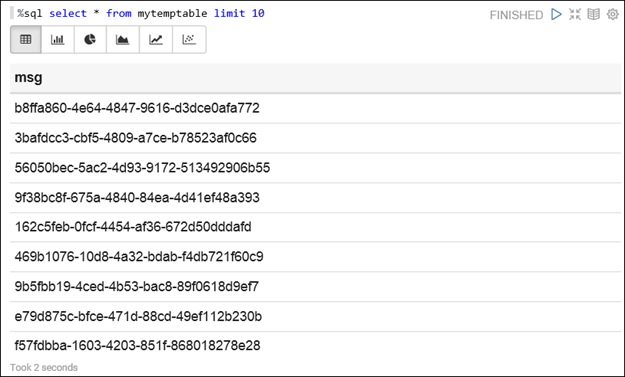 %sql select * from mytemptable limit 10
FINISHED
msg
b8ffa860-4e64-4847-9616-d3dce0afa772
3bafdcc3-cbf5-4809-a7ce-b78523af0c66
56050bec-5ac2-4d93-9172-513492906b55
9f38bc8f-675a-4840-84ea-4d41ef48a393
162c5feb-0fcf-4454-af36-672d50dddafd
469b1076-10d8-4a32-bdab-f4db721f60c9
9b5fbb19-4ced-4b53-bac8-89f0618d9ef7
e79d875c-bfce-471d-88cd-49ef112b230b
f57fdbba-1603-4203-851f-868018278e28
Took 2 seconds